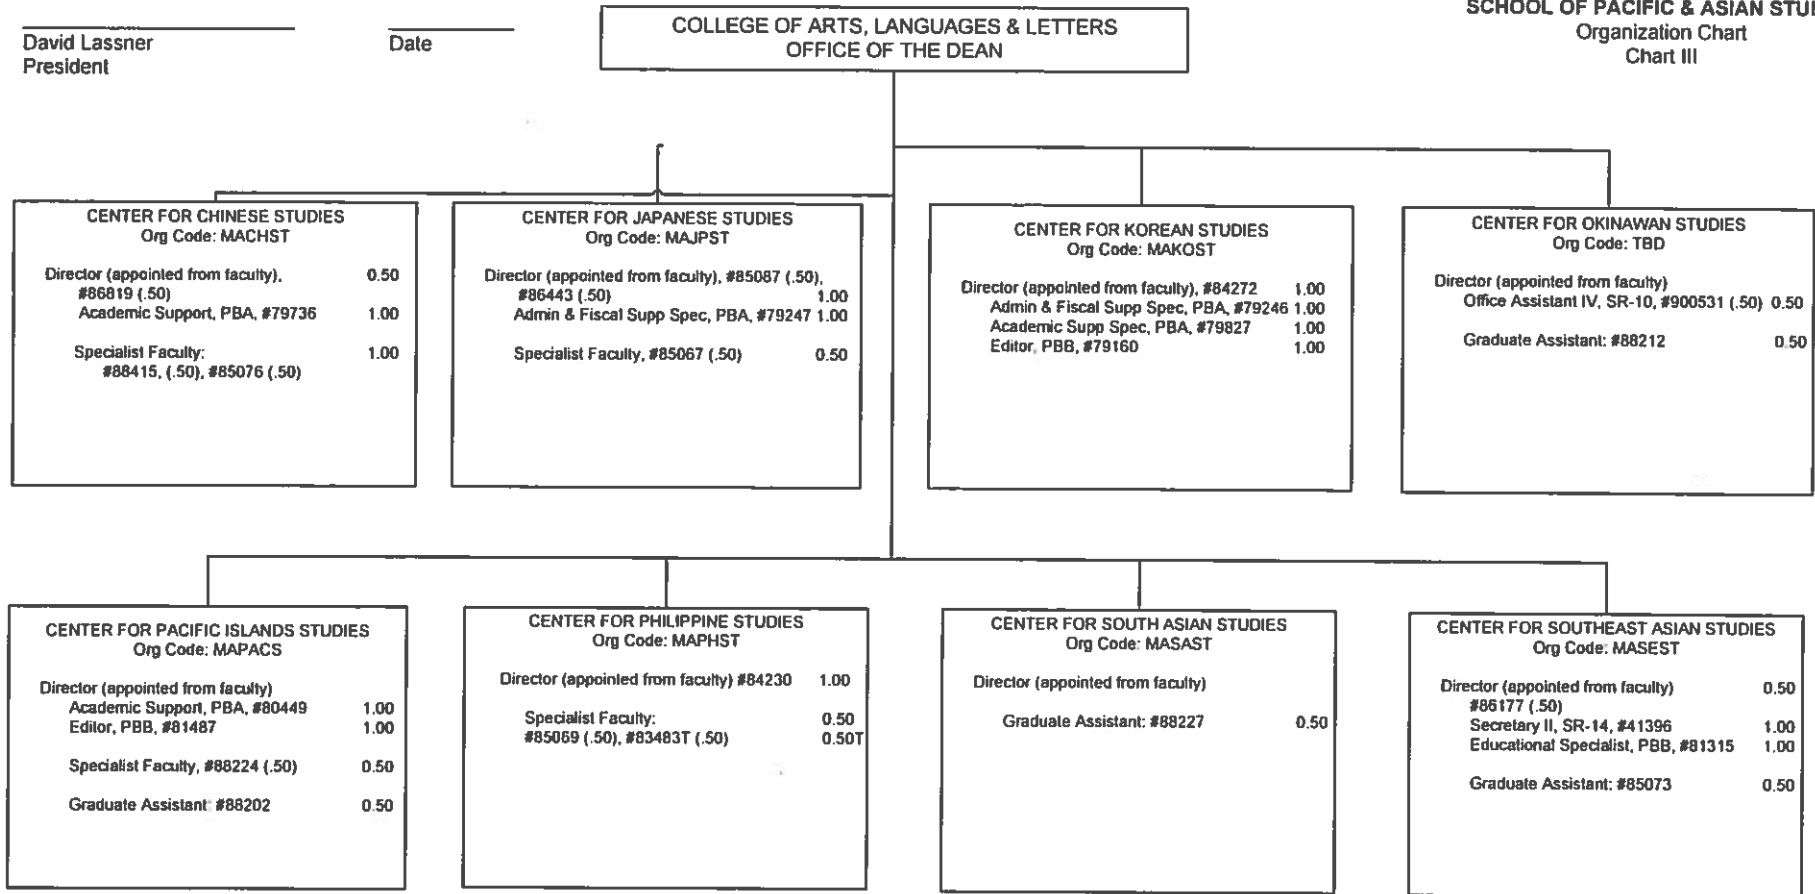 David Lassner
President
Date
COLLEGE OF ARTS, LANGUAGES & LETTERS
OFFICE OF THE DEAN
SCHOOL OF PACIFIC & ASIAN
Organization Chart
Chart III
CENTER FOR CHINESE STUDIES
Org Code: MACHST
Director (appointed from faculty), 0.50
#86819 (.50)
Academic Support, PBA, #79736 1.00
Specialist Faculty: 1.00
#88415, (.50), #85076 (.50)
CENTER FOR JAPANESE STUDIES
Org Code: MAJPST
Director (appointed from faculty), #85087 (.50),
#86443 (.50) 1.00
Admin & Fiscal Supp Spec, PBA, #79247 1.00
Specialist Faculty, #85067 (.50) 0.50
CENTER FOR KOREAN STUDIES
Org Code: MAKOST
Director (appointed from faculty), #84272 1.00
Admin & Fiscal Supp Spec, PBA, #79246 1.00
Academic Supp Spec, PBA, #79827 1.00
Editor, PBB, #79160 1.00
CENTER FOR OKINAWAN STUDIES
Org Code: TBD
Director (appointed from faculty)
Office Assistant IV, SR-10, #900531 (.50) 0.50
Graduate Assistant: #88212 0.50
CENTER FOR PACIFIC ISLANDS STUDIES
Org Code: MAPACS
Director (appointed from faculty)
Academic Support, PBA, #80449 1.00
Editor, PBB, #81487 1.00
Specialist Faculty, #88224 (.50) 0.50
Graduate Assistant: #88202 0.50
CENTER FOR PHILIPPINE STUDIES
Org Code: MAPHST
Director (appointed from faculty) #84230 1.00
Specialist Faculty: 0.50
#85069 (.50), #83483T (.50) 0.50T
CENTER FOR SOUTH ASIAN STUDIES
Org Code: MASAST
Director (appointed from faculty)
Graduate Assistant: #88227 0.50
CENTER FOR SOUTHEAST ASIAN STUDIES
Org Code: MASEST
Director (appointed from faculty) 0.50
#86177 (.50)
Secretary II, SR-14, #41396 1.00
Educational Specialist, PBB, #81315 1.00
Graduate Assistant: #85073 0.50